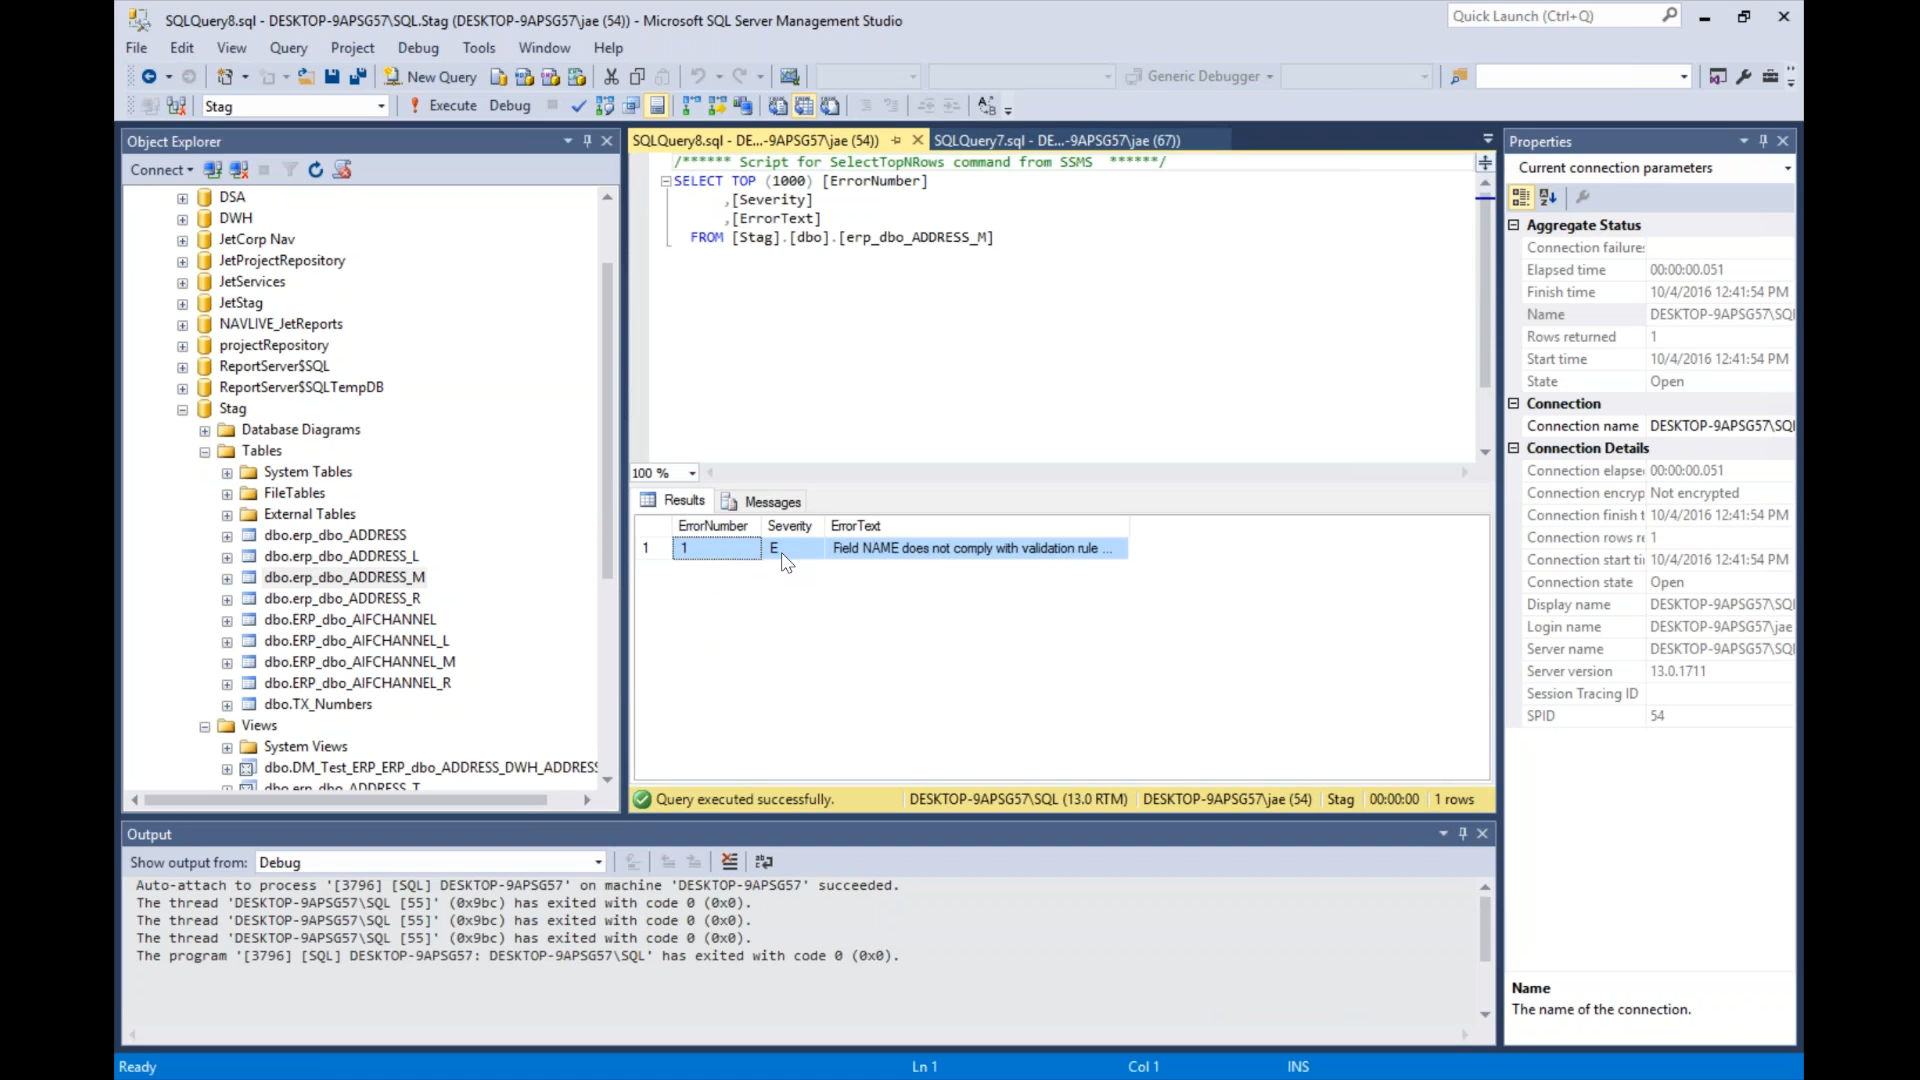 SQLQuery8.sql - DESKTOP-9APSG57\SQL.Stag (DESKTOP-9APSG57\jae (54)) - Microsoft SQL Server Management Studio
Quick Launch (Ctrl+Q)
File Edit View Query Project Debug Tools Window Help
New Query
Generic Debugger
Stag
Execute Debug
Object Explorer
Connect
DSA
DWH
JetCorp Nav
JetProjectRepository
JetServices
JetStag
NAVLIVE_JetReports
projectRepository
ReportServer$SQL
ReportServer$SQLTempDB
Stag
Database Diagrams
Tables
System Tables
FileTables
External Tables
dbo.erp_dbo_ADDRESS
dbo.erp_dbo_ADDRESS_L
dbo.erp_dbo_ADDRESS_M
dbo.erp_dbo_ADDRESS_R
dbo.ERP_dbo_AIFCHANNEL
dbo.ERP_dbo_AIFCHANNEL_L
dbo.ERP_dbo_AIFCHANNEL_M
dbo.ERP_dbo_AIFCHANNEL_R
dbo.TX_Numbers
Views
System Views
dbo.DM_Test_ERP_ERP_dbo_ADDRESS_DWH_ADDRESS
dbo.erp_dbo_ADDRESS_T
SQLQuery8.sql - DE...-9APSG57\jae (54))
SQLQuery7.sql - DE...-9APSG57\jae (67))
/****** Script for SelectTopNRows command from SSMS ******/
SELECT TOP (1000) [ErrorNumber]
,[Severity]
,[ErrorText]
FROM [Stag].[dbo].[erp_dbo_ADDRESS_M]
100 %
Results Messages
ErrorNumber Severity ErrorText
1 1 E Field NAME does not comply with validation rule ...
Query executed successfully. DESKTOP-9APSG57\SQL (13.0 RTM) DESKTOP-9APSG57\jae (54) Stag 00:00:00 1 rows
Properties
Current connection parameters
Aggregate Status
Connection failures
Elapsed time 00:00:00.051
Finish time 10/4/2016 12:41:54 PM
Name DESKTOP-9APSG57\SQL
Rows returned 1
Start time 10/4/2016 12:41:54 PM
State Open
Connection
Connection name DESKTOP-9APSG57\SQL
Connection Details
Connection elapse 00:00:00.051
Connection encryp Not encrypted
Connection finish t 10/4/2016 12:41:54 PM
Connection rows re 1
Connection start ti 10/4/2016 12:41:54 PM
Connection state Open
Display name DESKTOP-9APSG57\SQL
Login name DESKTOP-9APSG57\jae
Server name DESKTOP-9APSG57\SQL
Server version 13.0.1711
Session Tracing ID
SPID 54
Name
The name of the connection.
Output
Show output from: Debug
Auto-attach to process '[3796] [SQL] DESKTOP-9APSG57' on machine 'DESKTOP-9APSG57' succeeded.
The thread 'DESKTOP-9APSG57\SQL [55]' (0x9bc) has exited with code 0 (0x0).
The thread 'DESKTOP-9APSG57\SQL [55]' (0x9bc) has exited with code 0 (0x0).
The thread 'DESKTOP-9APSG57\SQL [55]' (0x9bc) has exited with code 0 (0x0).
The program '[3796] [SQL] DESKTOP-9APSG57: DESKTOP-9APSG57\SQL' has exited with code 0 (0x0).
Ready Ln 1 Col 1 INS